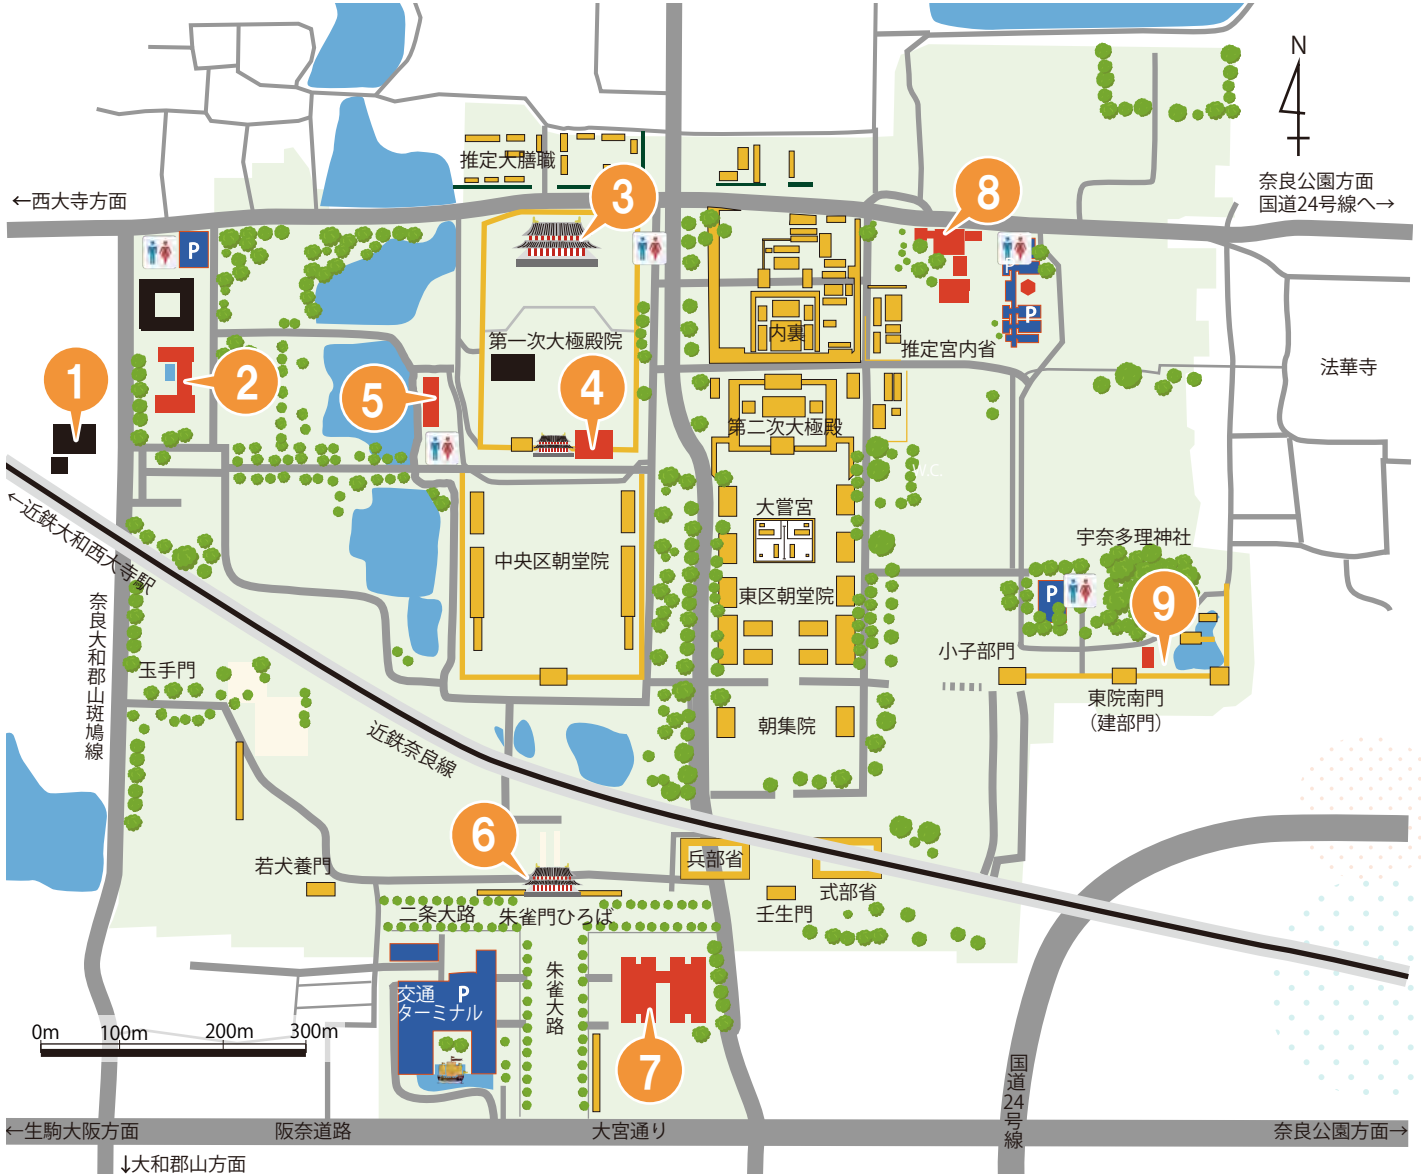 N
推定大膳職
←西大寺方面
3
8
奈良公園方面
国道24号線へ→
P
P
P
第一次大極殿院
内裏
推定宮内省
法華寺
1
2
5
4
第二次大極殿
W.C.
大嘗宮
←近鉄大和西大寺駅
中央区朝堂院
宇奈多理神社
P
9
奈良大和郡山斑鳩線
東区朝堂院
小子部門
玉手門
東院南門
（建部門）
近鉄奈良線
朝集院
6
若犬養門
兵部省
式部省
壬生門
二条大路
朱雀門ひろば
朱雀大路
交通
ターミナル
P
0m
100m
200m
300m
7
国道24号線
←生駒大阪方面
阪奈道路
大宮通り
奈良公園方面→
↓大和郡山方面